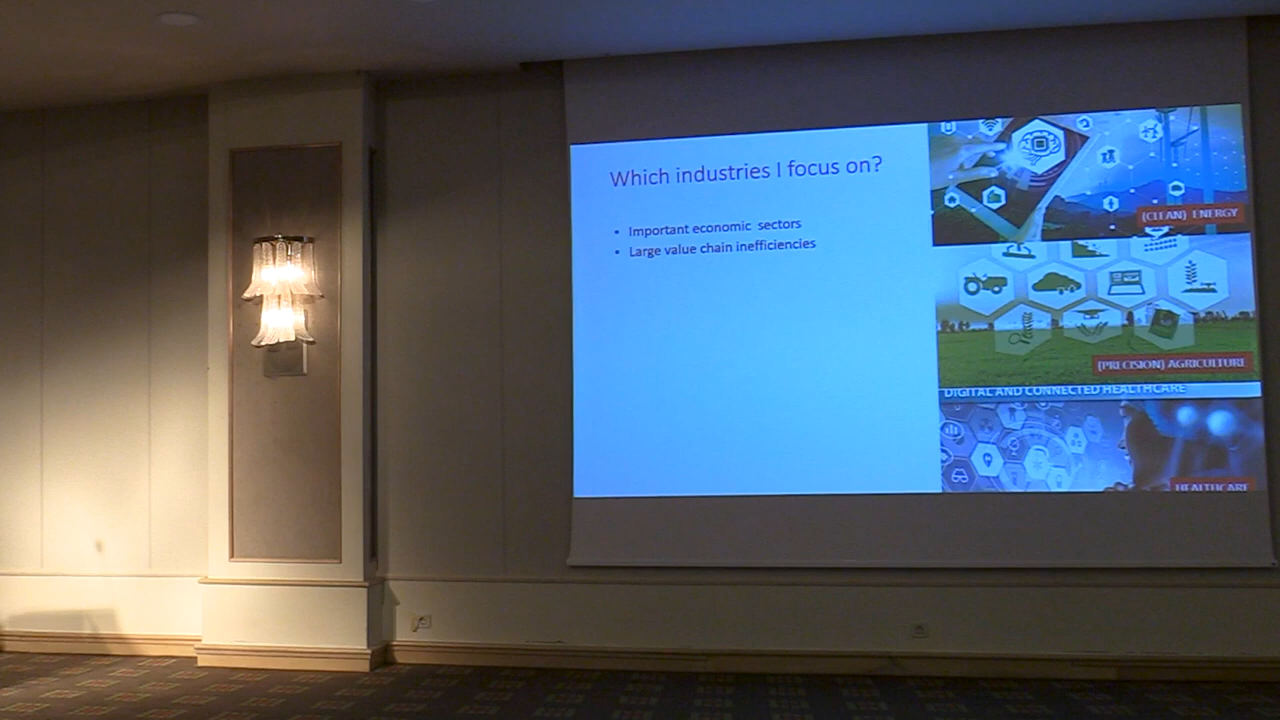 Which industries I focus on?
• Important economic sectors
• Large value chain inefficiencies
(CLEAN) ENERGY
(PRECISION) AGRICULTURE
DIGITAL AND CONNECTED HEALTHCARE
HEALTHCARE